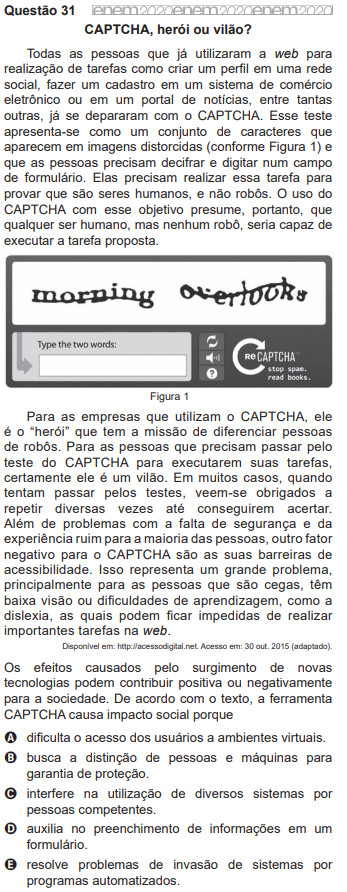 Questão 31 enem2020enem2020enem2020
CAPTCHA, herói ou vilão?
Todas as pessoas que já utilizaram a web para
realização de tarefas como criar um perfil em uma rede
social, fazer um cadastro em um sistema de comércio
eletrônico ou em um portal de notícias, entre tantas
outras, já se depararam com o CAPTCHA. Esse teste
apresenta-se como um conjunto de caracteres que
aparecem em imagens distorcidas (conforme Figura 1) e
que as pessoas precisam decifrar e digitar num campo
de formulário. Elas precisam realizar essa tarefa para
provar que são seres humanos, e não robôs. O uso do
CAPTCHA com esse objetivo presume, portanto, que
qualquer ser humano, mas nenhum robô, seria capaz de
executar a tarefa proposta.
morning overlooks
Type the two words:
reCAPTCHA™
stop spam.
read books.
Figura 1
Para as empresas que utilizam o CAPTCHA, ele
é o “herói” que tem a missão de diferenciar pessoas
de robôs. Para as pessoas que precisam passar pelo
teste do CAPTCHA para executarem suas tarefas,
certamente ele é um vilão. Em muitos casos, quando
tentam passar pelos testes, veem-se obrigados a
repetir diversas vezes até conseguirem acertar.
Além de problemas com a falta de segurança e da
experiência ruim para a maioria das pessoas, outro fator
negativo para o CAPTCHA são as suas barreiras de
acessibilidade. Isso representa um grande problema,
principalmente para as pessoas que são cegas, têm
baixa visão ou dificuldades de aprendizagem, como a
dislexia, as quais podem ficar impedidas de realizar
importantes tarefas na web.
Disponível em: http://acessodigital.net. Acesso em: 30 out. 2015 (adaptado).
Os efeitos causados pelo surgimento de novas
tecnologias podem contribuir positiva ou negativamente
para a sociedade. De acordo com o texto, a ferramenta
CAPTCHA causa impacto social porque
A dificulta o acesso dos usuários a ambientes virtuais.
B busca a distinção de pessoas e máquinas para
garantia de proteção.
C interfere na utilização de diversos sistemas por
pessoas competentes.
D auxilia no preenchimento de informações em um
formulário.
E resolve problemas de invasão de sistemas por
programas automatizados.